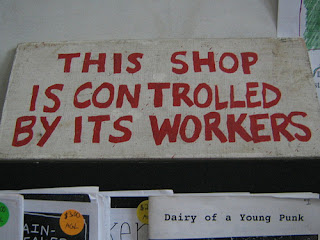 THIS SHOP
IS CONTROLLED
BY ITS WORKERS
Dairy of a Young Punk